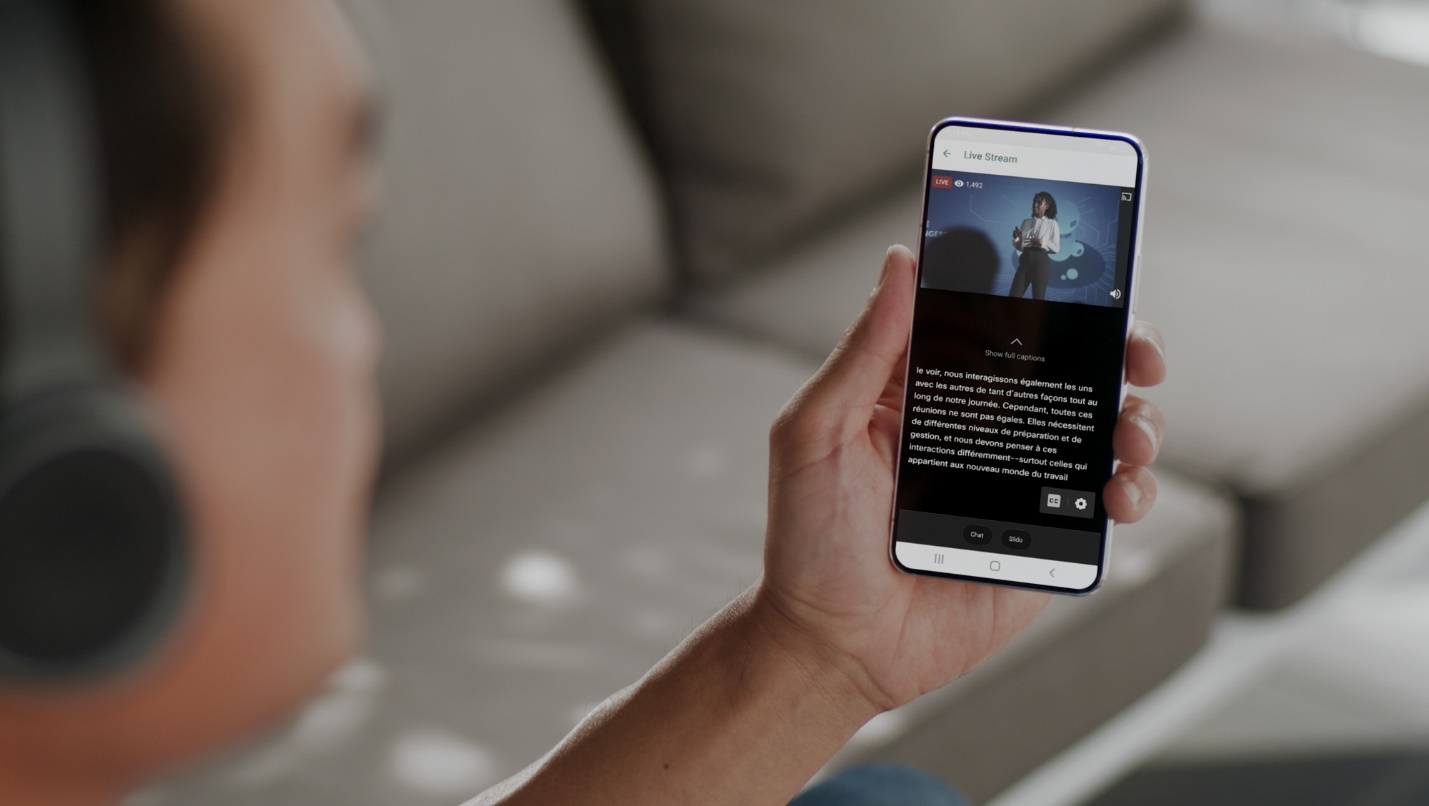 Live Stream
LIVE 1,492
Show full captions
le voir, nous interagissons également les uns
avec les autres de tant d'autres façons tout au
long de notre journée. Cependant, toutes ces
réunions ne sont pas égales. Elles nécessitent
de différentes niveaux de préparation et de
gestion, et nous devons penser à ces
interactions différemment--surtout celles qui
appartient aux nouveau monde du travail
CC
Chat
Slido